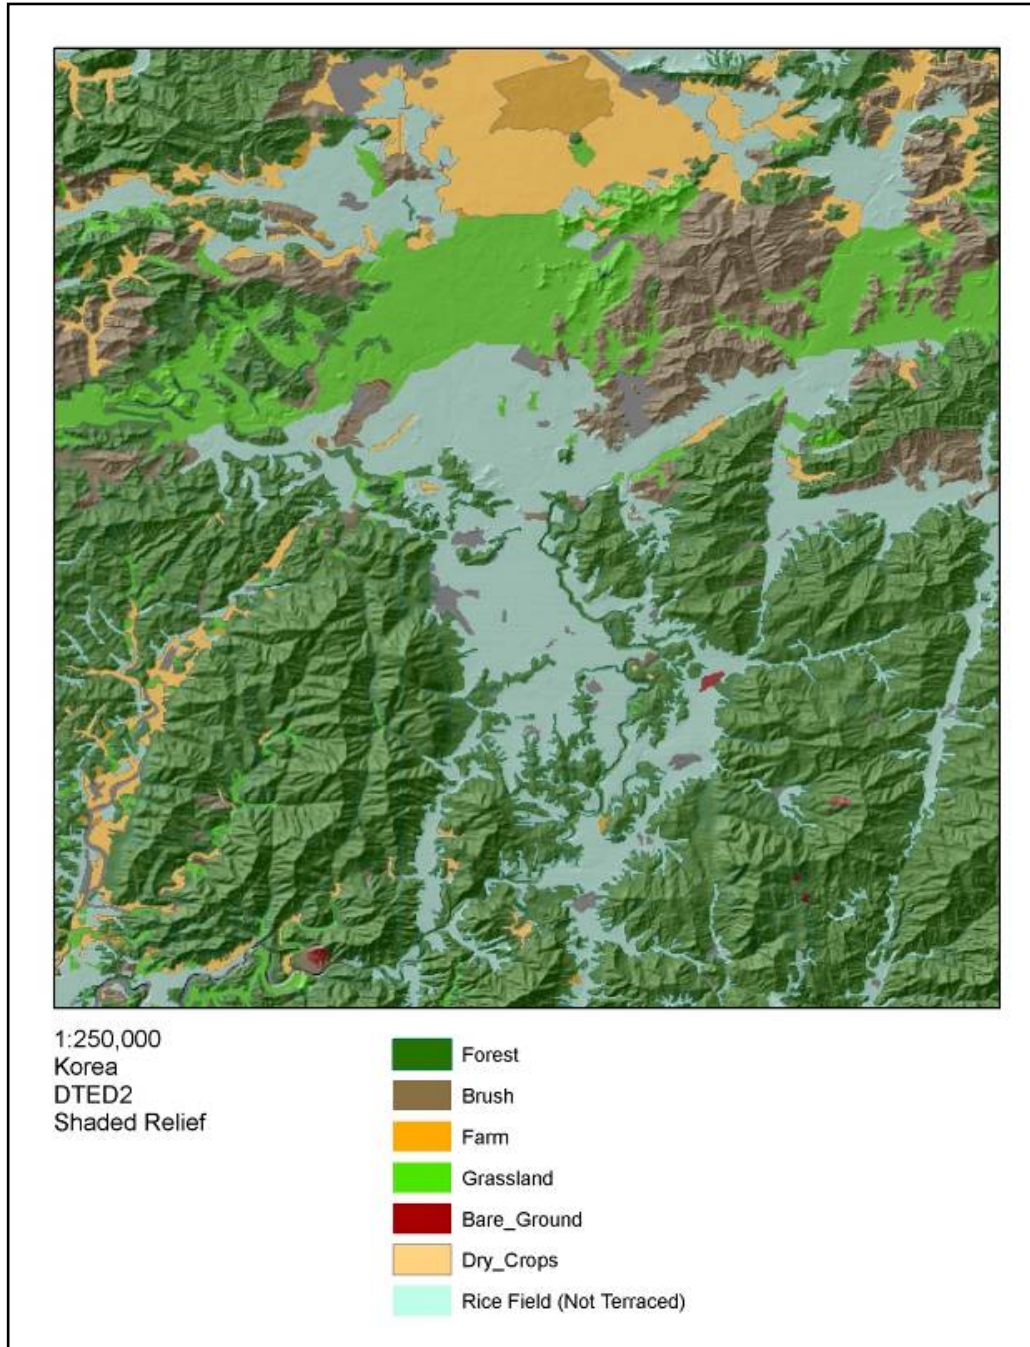 1:250,000
Korea
DTED2
Shaded Relief
Forest
Brush
Farm
Grassland
Bare_Ground
Dry_Crops
Rice Field (Not Terraced)